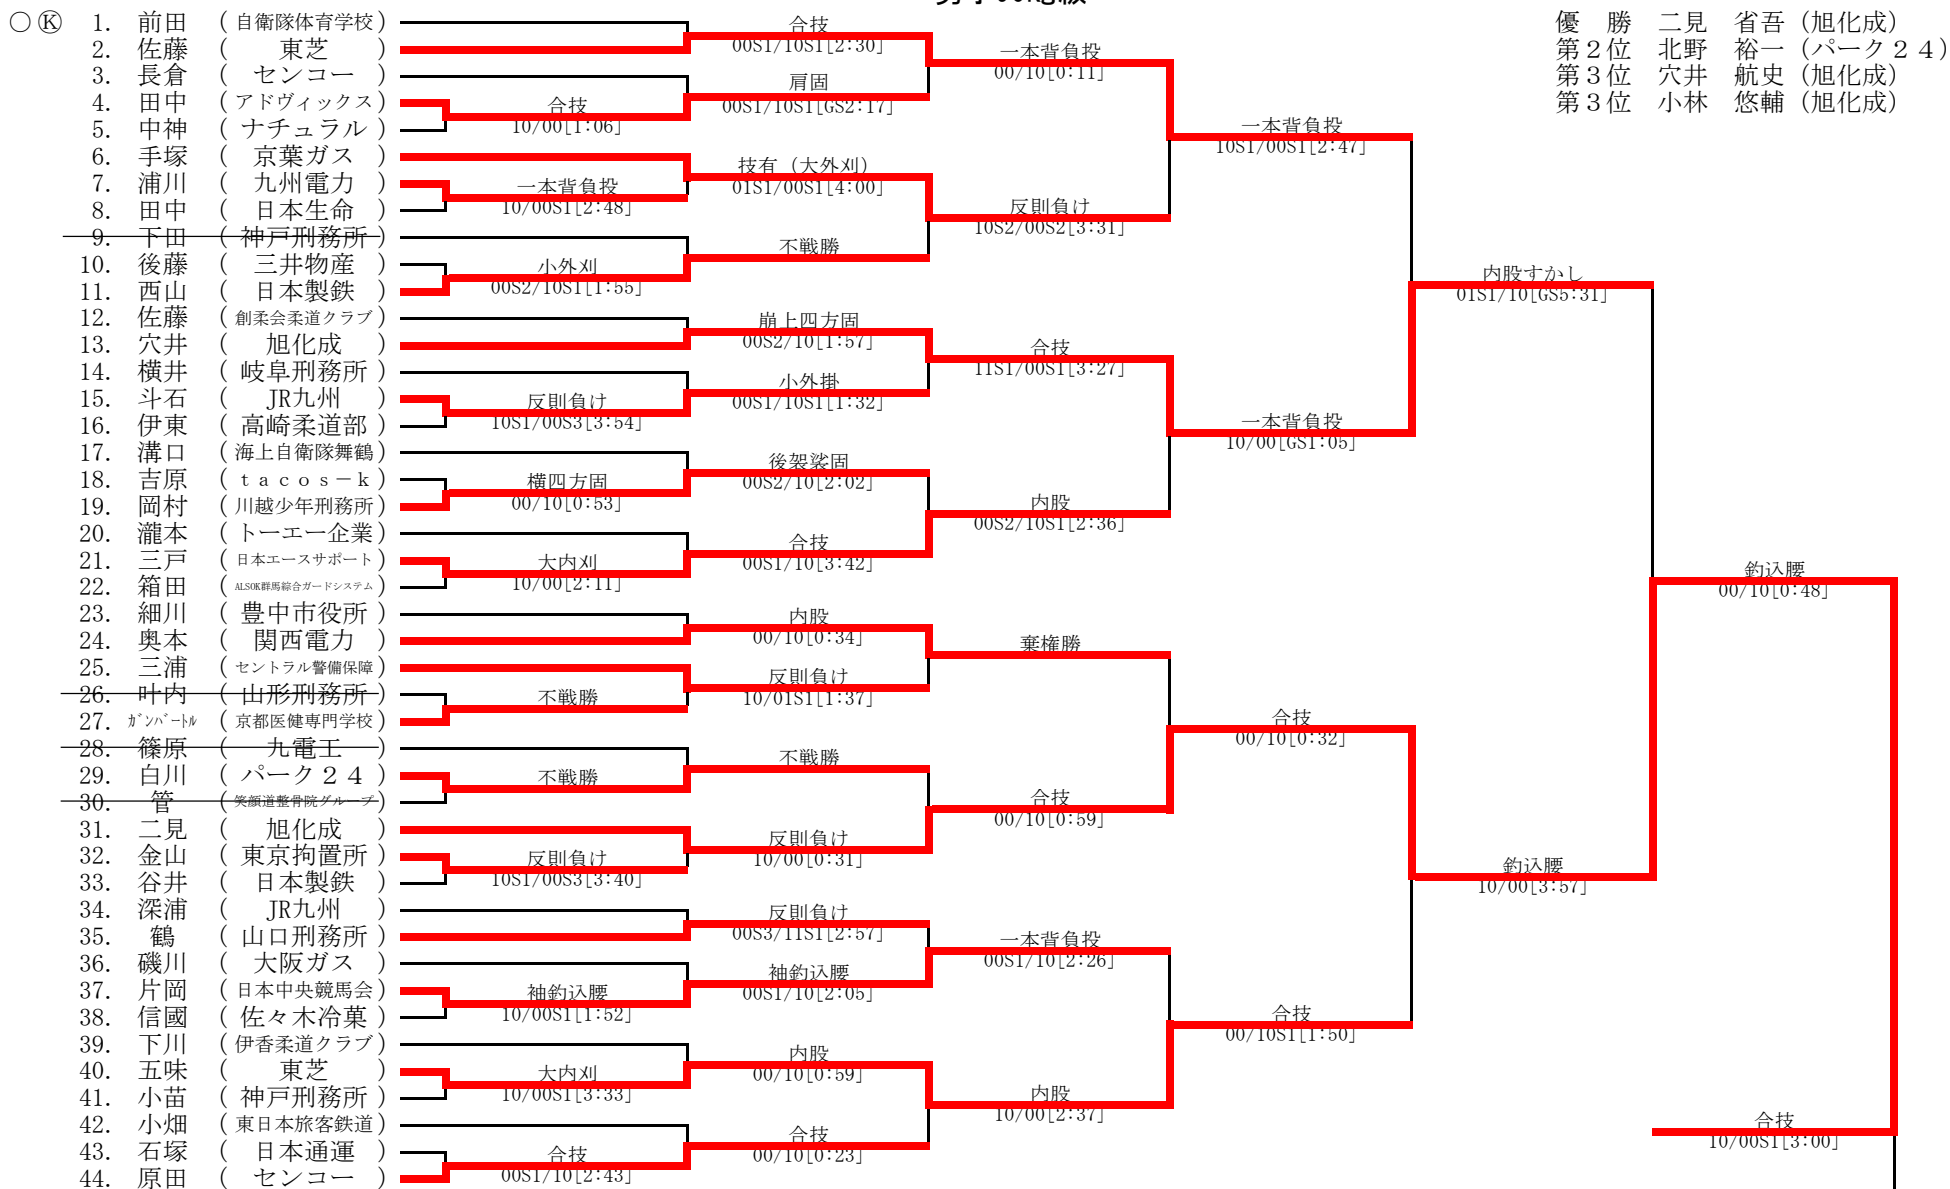 ○Ⓚ 1. 前田 （自衛隊体育学校）
2. 佐藤 （ 東芝 ）
3. 長倉 （ センコー ）
4. 田中 （アドヴィックス）
5. 中神 （ナチュラル）
6. 手塚 （ 京葉ガス ）
7. 浦川 （ 九州電力 ）
8. 田中 （ 日本生命 ）
9. 下田 （ 神戸刑務所 ）
10. 後藤 （ 三井物産 ）
11. 西山 （ 日本製鉄 ）
12. 佐藤 （創柔会柔道クラブ）
13. 穴井 （ 旭化成 ）
14. 横井 （岐阜刑務所）
15. 斗石 （ JR九州 ）
16. 伊東 （高崎柔道部）
17. 溝口 （海上自衛隊舞鶴）
18. 吉原 （ｔａｃｏｓ－ｋ）
19. 岡村 （川越少年刑務所）
20. 瀧本 （トーエー企業）
21. 三戸 （日本エースサポート）
22. 箱田 （ALSOK群馬綜合ガードシステム）
23. 細川 （豊中市役所）
24. 奥本 （ 関西電力 ）
25. 三浦 （セントラル警備保障）
26. 叶内 （山形刑務所）
27. ガンバートル （京都医健専門学校）
28. 篠原 （ 九電工 ）
29. 白川 （パーク２４）
30. 管 （笑顔道整骨院グループ）
31. 二見 （ 旭化成 ）
32. 金山 （東京拘置所）
33. 谷井 （ 日本製鉄 ）
34. 深浦 （ JR九州 ）
35. 鶴 （山口刑務所）
36. 磯川 （ 大阪ガス ）
37. 片岡 （日本中央競馬会）
38. 信國 （佐々木冷菓）
39. 下川 （伊香柔道クラブ）
40. 五味 （ 東芝 ）
41. 小苗 （神戸刑務所）
42. 小畑 （東日本旅客鉄道）
43. 石塚 （ 日本通運 ）
44. 原田 （ センコー ）
合技
10/00[1:06]
一本背負投
10/00S1[2:48]
小外刈
00S2/10S1[1:55]
反則負け
10S1/00S3[3:54]
横四方固
00/10[0:53]
大内刈
10/00[2:11]
不戦勝
不戦勝
反則負け
10S1/00S3[3:40]
袖釣込腰
10/00S1[1:52]
大内刈
10/00S1[3:33]
合技
00S1/10[2:43]
合技
00S1/10S1[2:30]
肩固
00S1/10S1[GS2:17]
技有（大外刈）
01S1/00S1[4:00]
不戦勝
崩上四方固
00S2/10[1:57]
小外掛
00S1/10S1[1:32]
後袈裟固
00S2/10[2:02]
合技
00S1/10[3:42]
内股
00/10[0:34]
反則負け
10/01S1[1:37]
不戦勝
反則負け
10/00[0:31]
反則負け
00S3/11S1[2:57]
袖釣込腰
00S1/10[2:05]
内股
00/10[0:59]
合技
00/10[0:23]
一本背負投
00/10[0:11]
反則負け
10S2/00S2[3:31]
合技
11S1/00S1[3:27]
内股
00S2/10S1[2:36]
棄権勝
合技
00/10[0:59]
一本背負投
00S1/10[2:26]
内股
10/00[2:37]
一本背負投
10S1/00S1[2:47]
一本背負投
10/00[GS1:05]
合技
00/10[0:32]
合技
00/10S1[1:50]
内股すかし
01S1/10[GS5:31]
釣込腰
10/00[3:57]
釣込腰
00/10[0:48]
合技
10/00S1[3:00]
優 勝 二見 省吾（旭化成）
第２位 北野 裕一（パーク２４）
第３位 穴井 航史（旭化成）
第３位 小林 悠輔（旭化成）